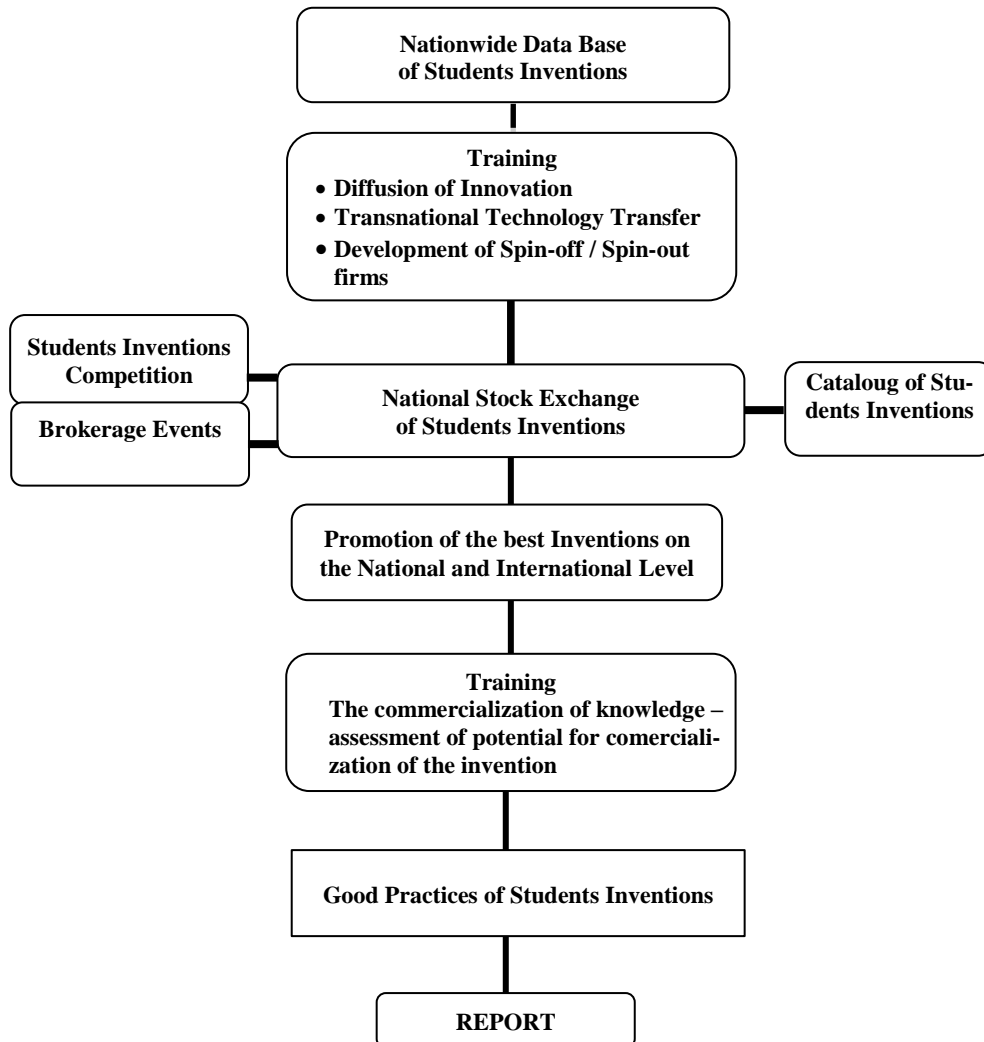 Nationwide Data Base
of Students Inventions
Training
• Diffusion of Innovation
• Transnational Technology Transfer
• Development of Spin-off / Spin-out
firms
Students Inventions
Competition
Brokerage Events
National Stock Exchange
of Students Inventions
Cataloug of Stu-
dents Inventions
Promotion of the best Inventions on
the National and International Level
Training
The commercialization of knowledge –
assessment of potential for comerciali-
zation of the invention
Good Practices of Students Inventions
REPORT